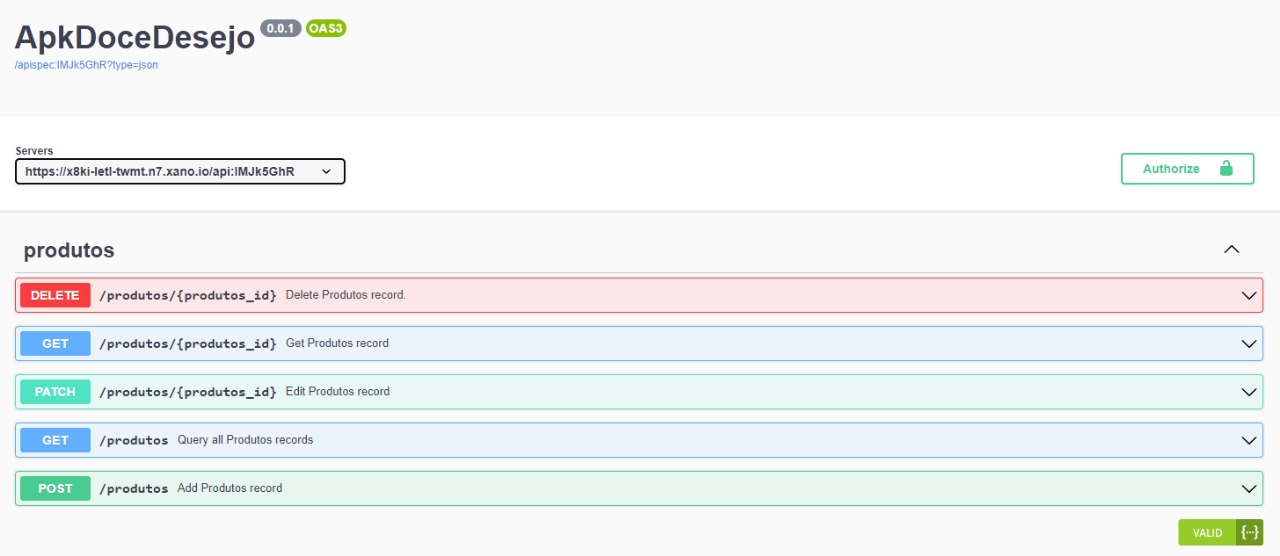 ApkDoceDesejo 0.0.1 OAS3
/apispec:IMJk5GhR?type=json
Servers
https://x8ki-letl-twmt.n7.xano.io/api:IMJk5GhR
Authorize
produtos
DELETE /produtos/{produtos_id} Delete Produtos record.
GET /produtos/{produtos_id} Get Produtos record
PATCH /produtos/{produtos_id} Edit Produtos record
GET /produtos Query all Produtos records
POST /produtos Add Produtos record
VALID {···}